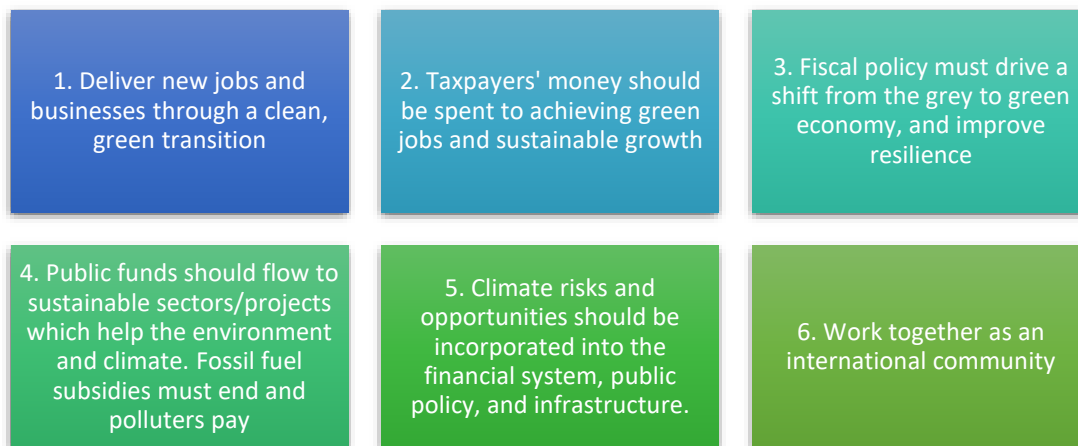 1. Deliver new jobs and
businesses through a clean,
green transition
2. Taxpayers' money should
be spent to achieving green
jobs and sustainable growth
3. Fiscal policy must drive a
shift from the grey to green
economy, and improve
resilience
4. Public funds should flow to
sustainable sectors/projects
which help the environment
and climate. Fossil fuel
subsidies must end and
polluters pay
5. Climate risks and
opportunities should be
incorporated into the
financial system, public
policy, and infrastructure.
6. Work together as an
international community